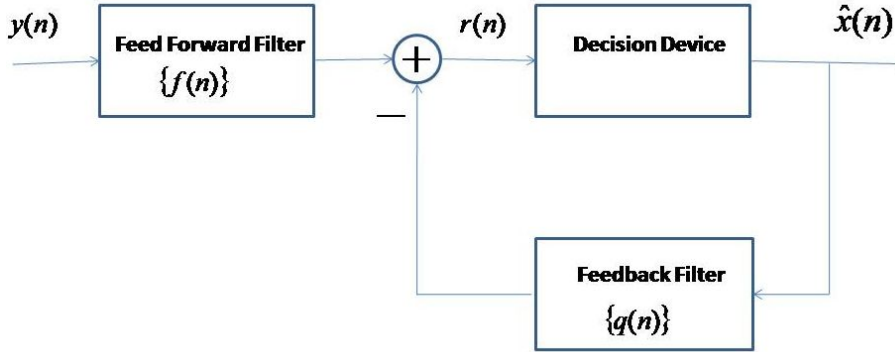 y(n)
Feed Forward Filter
{f(n)}
+
r(n)
Decision Device
x̂(n)
—
Feedback Filter
{q(n)}